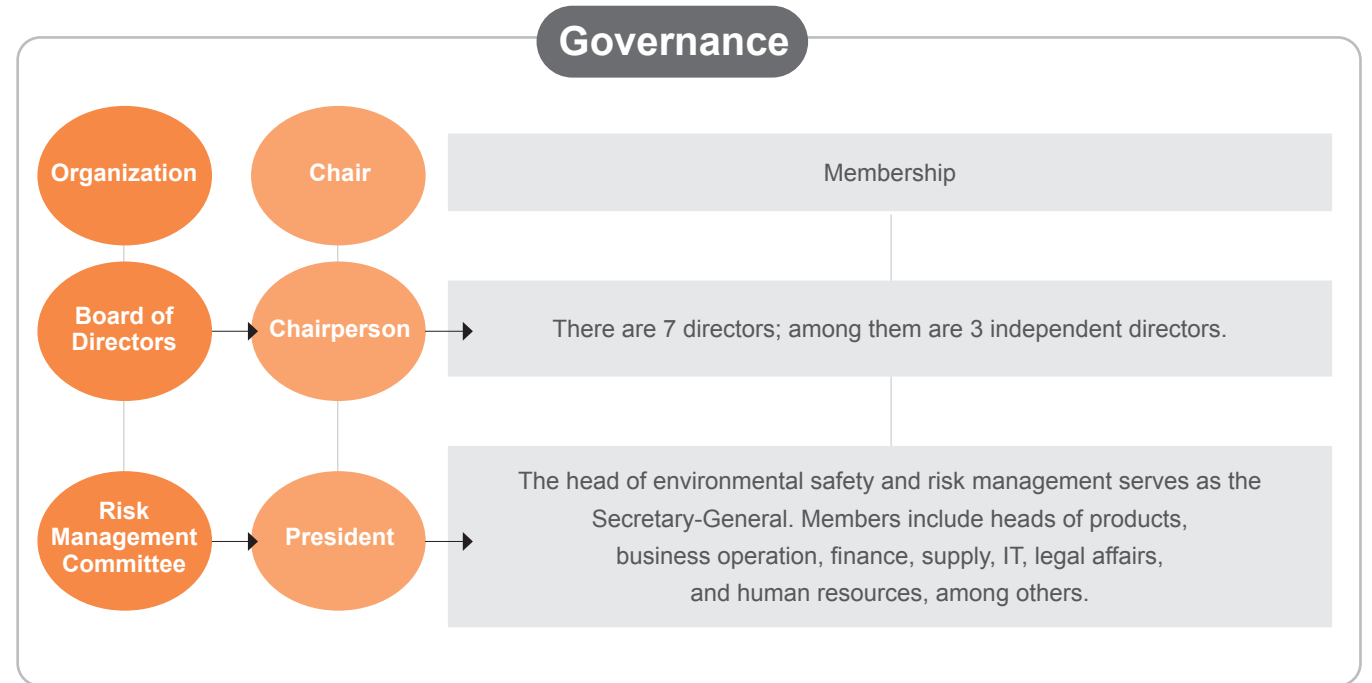 Governance
Organization
Chair
Membership
Board of
Directors
Chairperson
There are 7 directors; among them are 3 independent directors.
Risk
Management
Committee
President
The head of environmental safety and risk management serves as the
Secretary-General. Members include heads of products,
business operation, finance, supply, IT, legal affairs,
and human resources, among others.